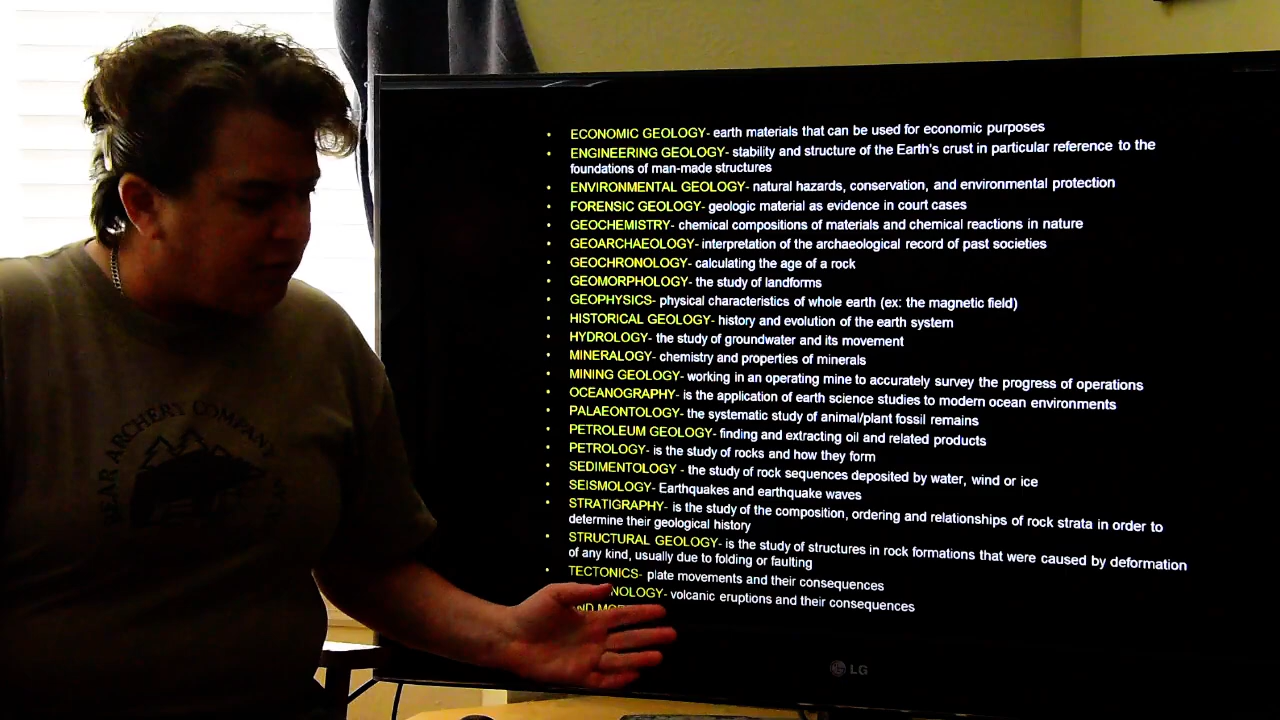 • ECONOMIC GEOLOGY- earth materials that can be used for economic purposes
• ENGINEERING GEOLOGY- stability and structure of the Earth's crust in particular reference to the
foundations of man-made structures
• ENVIRONMENTAL GEOLOGY- natural hazards, conservation, and environmental protection
• FORENSIC GEOLOGY- geologic material as evidence in court cases
• GEOCHEMISTRY- chemical compositions of materials and chemical reactions in nature
• GEOARCHAEOLOGY- interpretation of the archaeological record of past societies
• GEOCHRONOLOGY- calculating the age of a rock
• GEOMORPHOLOGY- the study of landforms
• GEOPHYSICS- physical characteristics of whole earth (ex: the magnetic field)
• HISTORICAL GEOLOGY- history and evolution of the earth system
• HYDROLOGY- the study of groundwater and its movement
• MINERALOGY- chemistry and properties of minerals
• MINING GEOLOGY- working in an operating mine to accurately survey the progress of operations
• OCEANOGRAPHY- is the application of earth science studies to modern ocean environments
• PALAEONTOLOGY- the systematic study of animal/plant fossil remains
• PETROLEUM GEOLOGY- finding and extracting oil and related products
• PETROLOGY- is the study of rocks and how they form
• SEDIMENTOLOGY - the study of rock sequences deposited by water, wind or ice
• SEISMOLOGY- Earthquakes and earthquake waves
• STRATIGRAPHY- is the study of the composition, ordering and relationships of rock strata in order to
determine their geological history
• STRUCTURAL GEOLOGY- is the study of structures in rock formations that were caused by deformation
of any kind, usually due to folding or faulting
• TECTONICS- plate movements and their consequences
volcanic eruptions and their consequences
LG
BEAR ARCHERY COMPANY